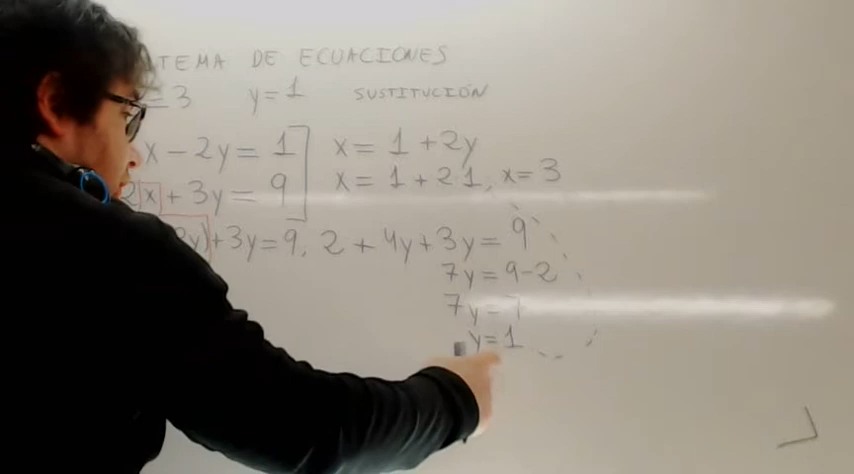 TEMA DE ECUACIONES
= 3 y = 1 SUSTITUCIÓN
x - 2y = 1 x = 1 + 2y
2x + 3y = 9 x = 1 + 2·1, x = 3
2y) + 3y = 9, 2 + 4y + 3y = 9
7y = 9 - 2
7y = 7
y = 1